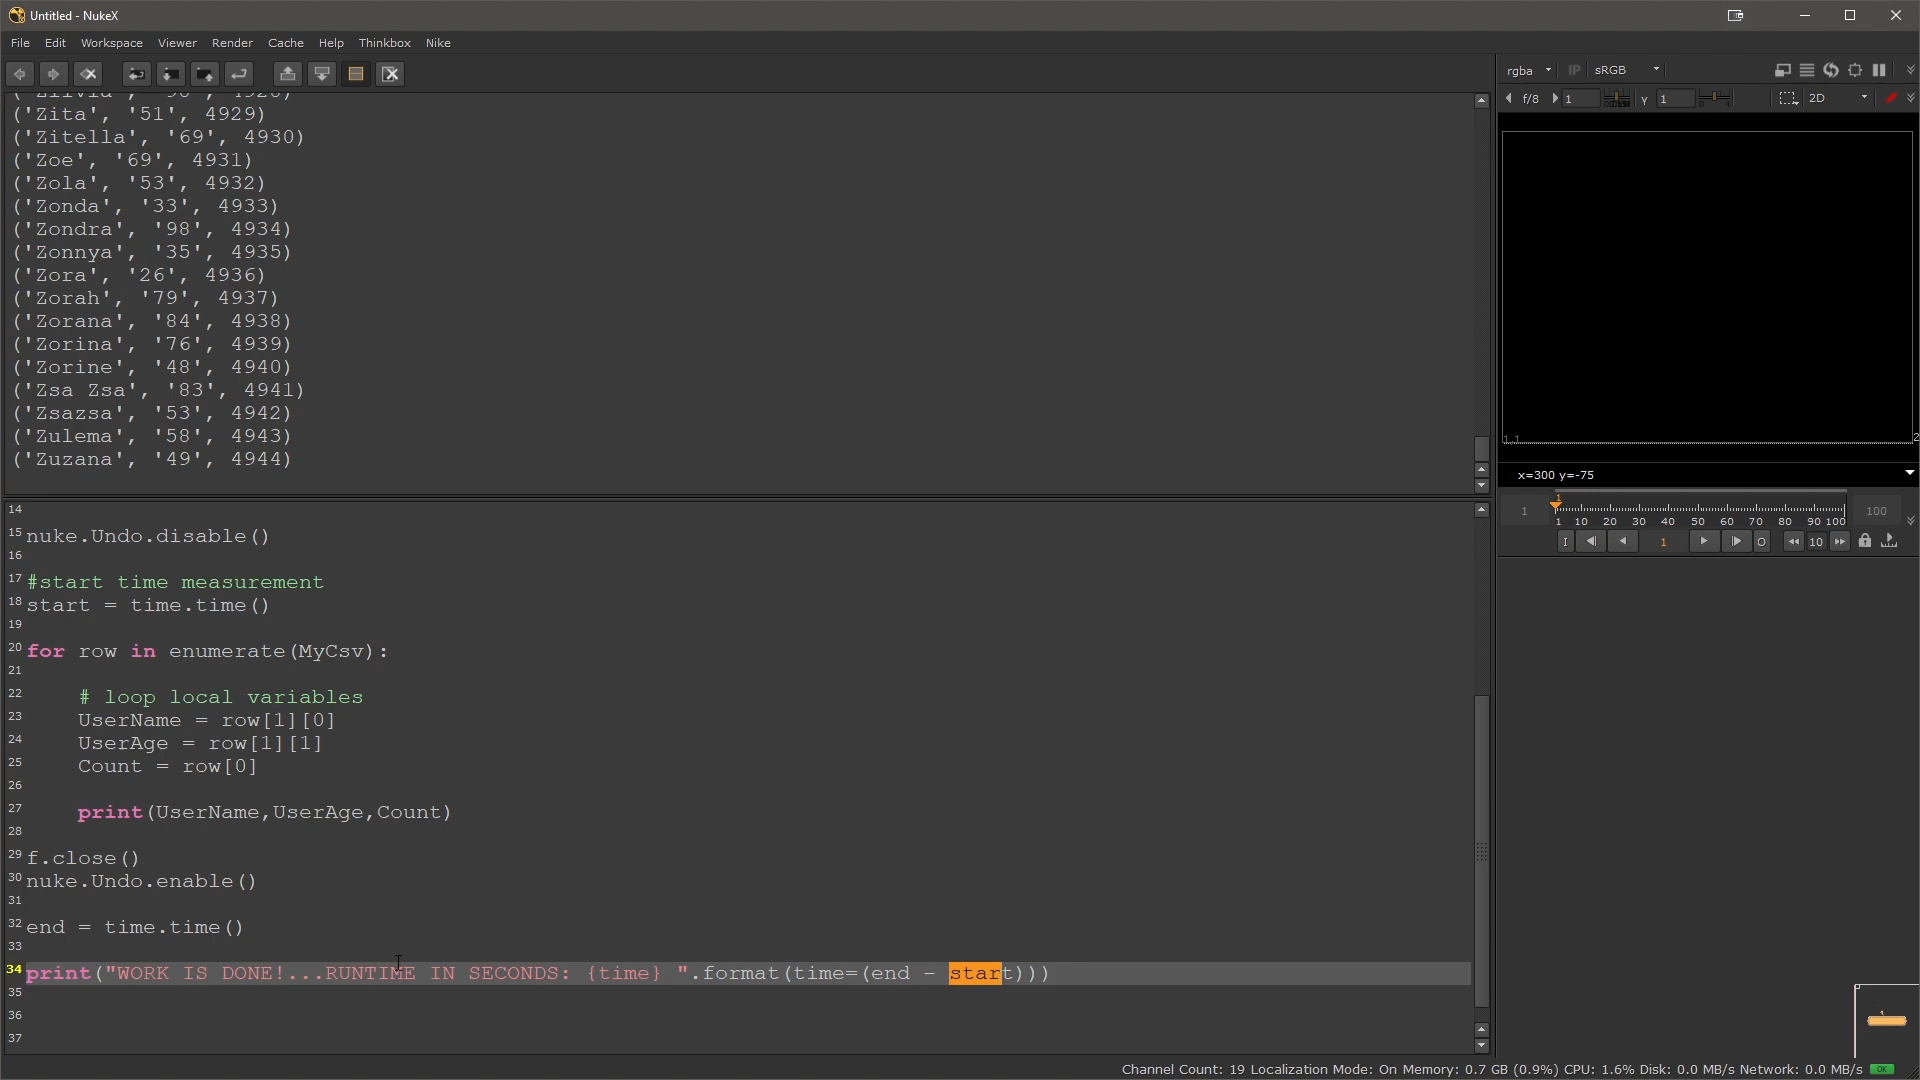 Untitled - NukeX
File Edit Workspace Viewer Render Cache Help Thinkbox Nike
('Zita', '51', 4929)
('Zitella', '69', 4930)
('Zoe', '69', 4931)
('Zola', '53', 4932)
('Zonda', '33', 4933)
('Zondra', '98', 4934)
('Zonnya', '35', 4935)
('Zora', '26', 4936)
('Zorah', '79', 4937)
('Zorana', '84', 4938)
('Zorina', '76', 4939)
('Zorine', '48', 4940)
('Zsa Zsa', '83', 4941)
('Zsazsa', '53', 4942)
('Zulema', '58', 4943)
('Zuzana', '49', 4944)
14
15 nuke.Undo.disable()
16
17 #start time measurement
18 start = time.time()
19
20 for row in enumerate(MyCsv):
21
22 # loop local variables
23 UserName = row[1][0]
24 UserAge = row[1][1]
25 Count = row[0]
26
27 print(UserName,UserAge,Count)
28
29 f.close()
30 nuke.Undo.enable()
31
32 end = time.time()
33
34 print("WORK IS DONE!...RUNTIME IN SECONDS: {time} ".format(time=(end - start)))
35
36
37
rgba IP sRGB
f/8 1 γ 1 2D
x=300 y=-75
1 1 100
1 10 20 30 40 50 60 70 80 90 100
I 1 O 10
Channel Count: 19 Localization Mode: On Memory: 0.7 GB (0.9%) CPU: 1.6% Disk: 0.0 MB/s Network: 0.0 MB/s OK